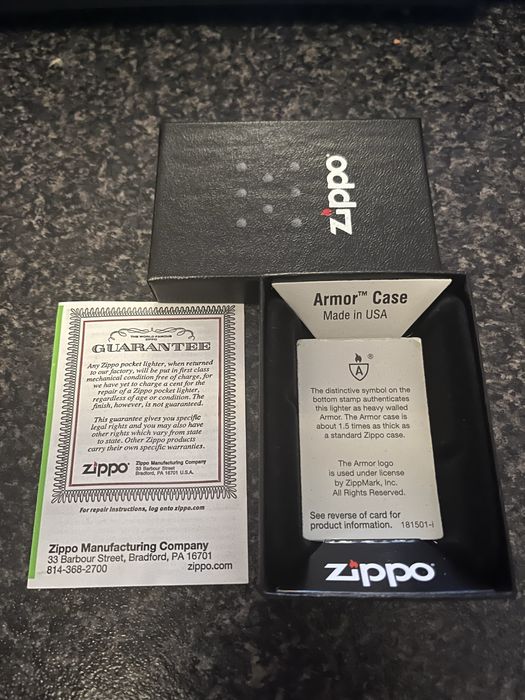 zippo
Armor™ Case
Made in USA
A ®
The distinctive symbol on the
bottom stamp authenticates
this lighter as heavy walled
Armor. The Armor case is
about 1.5 times as thick as
a standard Zippo case.
The Armor logo
is used under license
by ZippMark, Inc.
All Rights Reserved.
See reverse of card for
product information. 181501-i
zippo
THE WORLD-FAMOUS
GUARANTEE
Any Zippo pocket lighter, when returned
to our factory, will be put in first class
mechanical condition free of charge, for
we have yet to charge a cent for the
repair of a Zippo pocket lighter,
regardless of age or condition. The
finish, however, is not guaranteed.
This guarantee gives you specific
legal rights and you may also have
other rights which vary from state
to state. Other Zippo products
carry their own specific warranties.
zippo
Zippo Manufacturing Company
33 Barbour Street
Bradford, PA 16701 U.S.A.
For repair instructions, log onto zippo.com
Zippo Manufacturing Company
33 Barbour Street, Bradford, PA 16701
814-368-2700 zippo.com